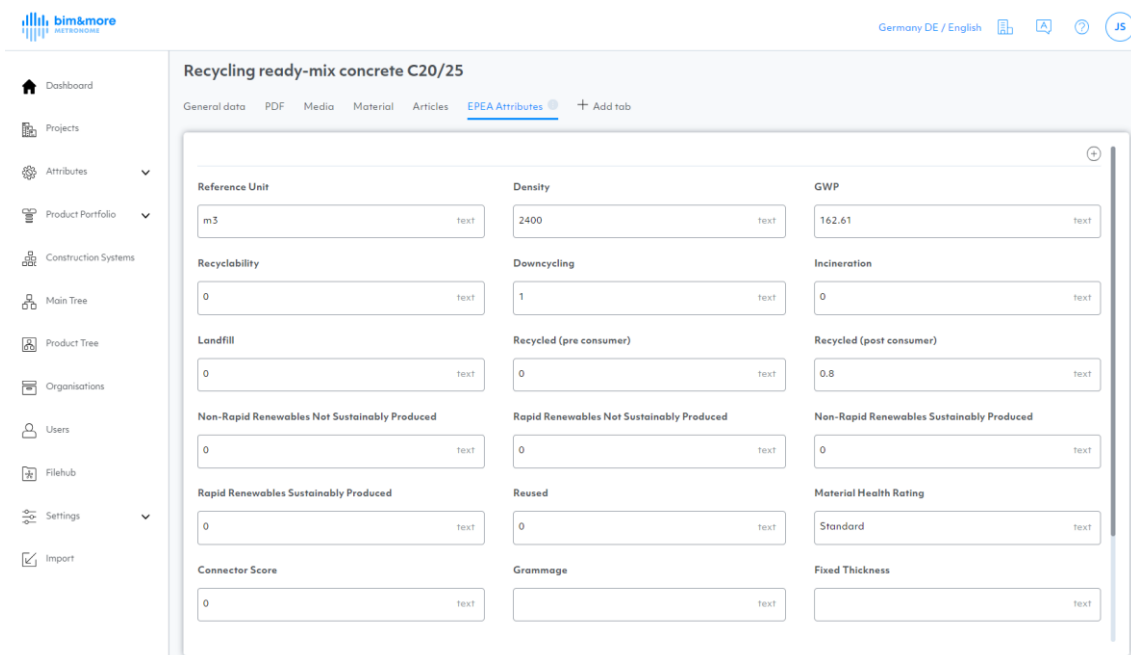 bim&more
METRONOME
Germany DE / English
JS
Dashboard
Projects
Attributes
Product Portfolio
Construction Systems
Main Tree
Product Tree
Organisations
Users
Filehub
Settings
Import
Recycling ready-mix concrete C20/25
General data PDF Media Material Articles EPEA Attributes + Add tab
Reference Unit Density GWP
m3 text 2400 text 162.61 text
Recyclability Downcycling Incineration
0 text 1 text 0 text
Landfill Recycled (pre consumer) Recycled (post consumer)
0 text 0 text 0.8 text
Non-Rapid Renewables Not Sustainably Produced Rapid Renewables Not Sustainably Produced Non-Rapid Renewables Sustainably Produced
0 text 0 text 0 text
Rapid Renewables Sustainably Produced Reused Material Health Rating
0 text 0 text Standard text
Connector Score Grammage Fixed Thickness
0 text text text